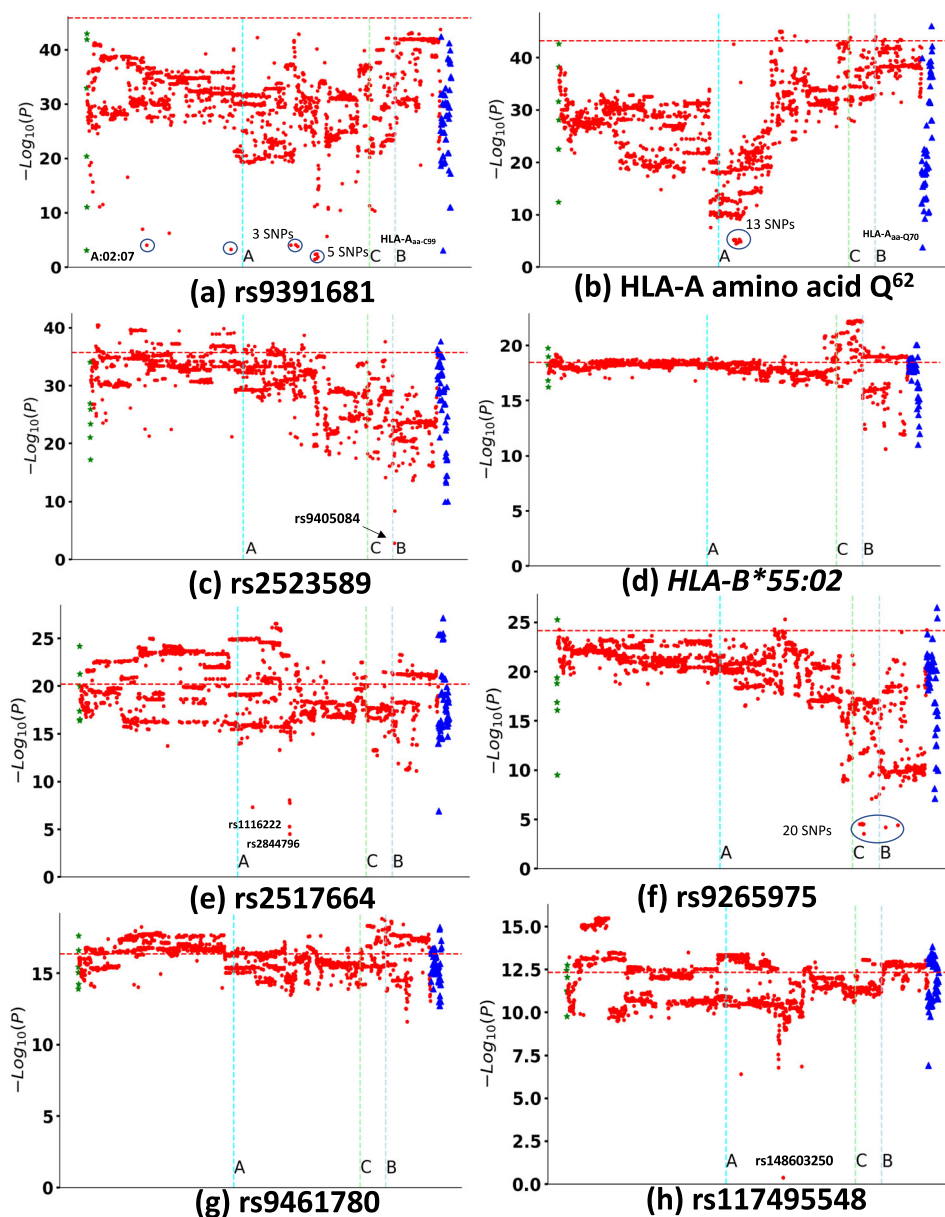 −Log10(P)
40
30
20
10
0
3 SNPs
5 SNPs
HLA-Aaa-C99
A:02:07
A
C
B
(a) rs9391681
−Log10(P)
50
40
30
20
10
0
13 SNPs
HLA-Aaa-Q70
A
C
B
(b) HLA-A amino acid Q62
−Log10(P)
40
30
20
10
0
rs9405084
A
C
B
(c) rs2523589
−Log10(P)
20
15
10
5
0
A
C
B
(d) HLA-B*55:02
−Log10(P)
25
20
15
10
5
0
rs1116222
rs2844796
A
C
B
(e) rs2517664
−Log10(P)
25
20
15
10
5
0
20 SNPs
A
C
B
(f) rs9265975
−Log10(P)
15
10
5
0
A
C
B
(g) rs9461780
−Log10(P)
15.0
12.5
10.0
7.5
5.0
2.5
0.0
A
C
B
rs148603250
(h) rs117495548